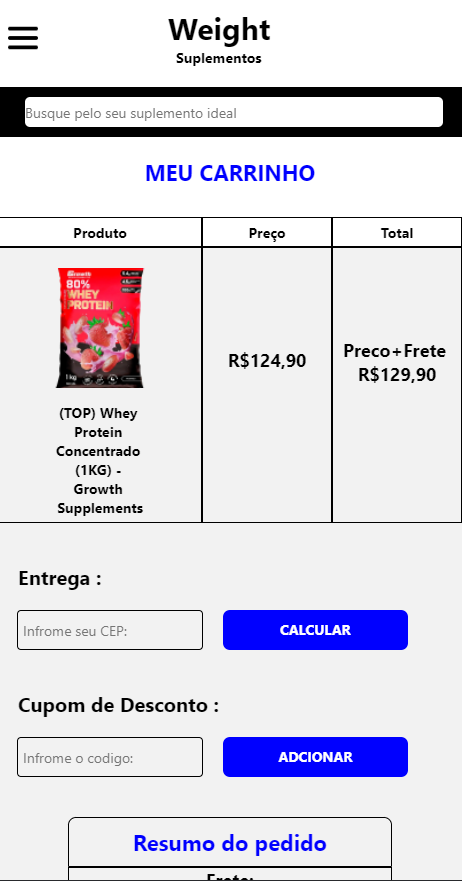 Weight
Suplementos
Busque pelo seu suplemento ideal
MEU CARRINHO
Produto Preço Total
Growth
80%
WHEY
PROTEIN
1 kg
R$124,90
Preco+Frete
R$129,90
(TOP) Whey
Protein
Concentrado
(1KG) -
Growth
Supplements
Entrega :
Infrome seu CEP: CALCULAR
Cupom de Desconto :
Infrome o codigo: ADCIONAR
Resumo do pedido
Frete: